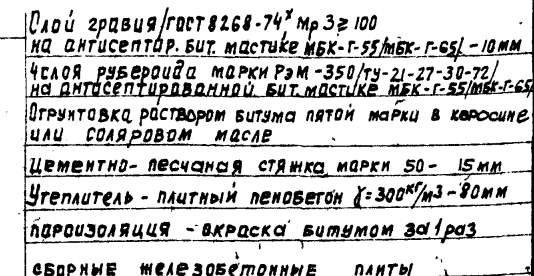 Слой гравия/гост 8268-74* Мрз ≥ 100
на антисептир. бит. мастике МБК-Г-55/МБК-Г-65/ - 10мм
4 слоя рубероида марки РЭМ-350/ТУ-21-27-30-72/
на антисептированной бит. мастике МБК-Г-55/МБК-Г-65/
Огрунтовка раствором битума пятой марки в керосине
или соляровом масле
Цементно-песчаная стяжка марки 50- 15мм
Утеплитель - плитный пенобетон γ=300кг/м3-80мм
пароизоляция - окраска битумом за 1 раз
сборные железобетонные плиты